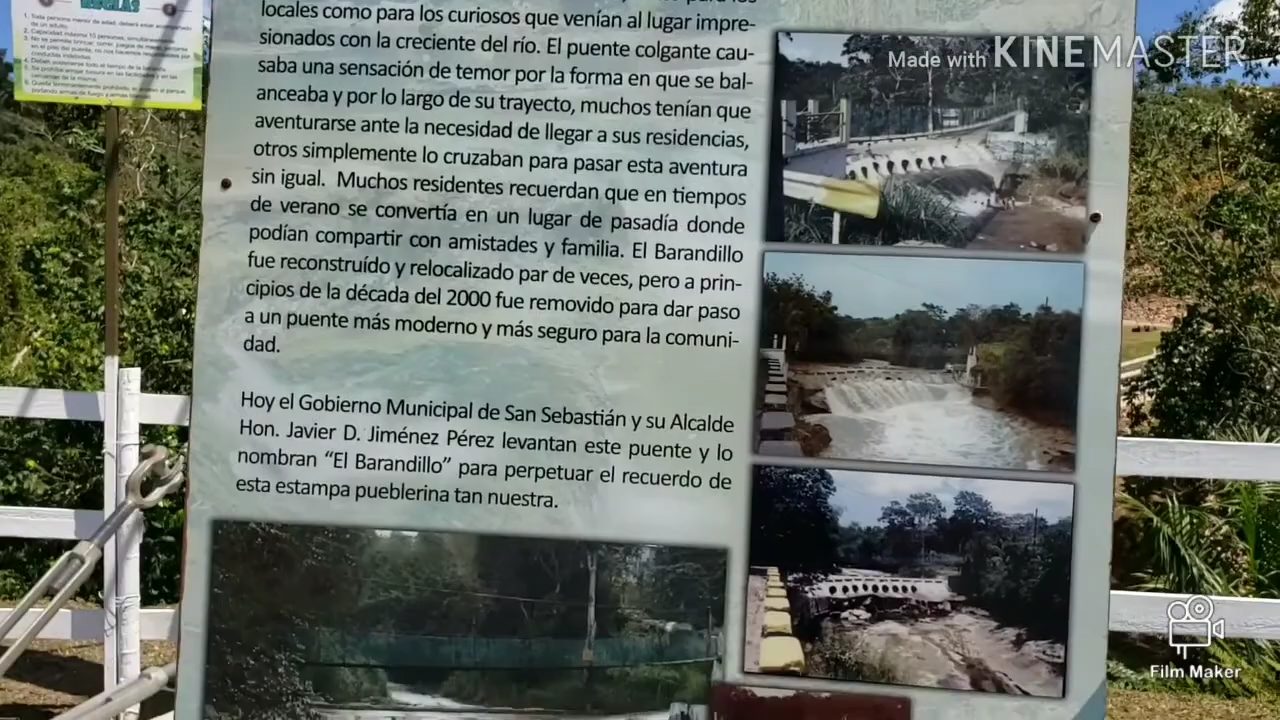 REGLAS
locales como para los curiosos que venían al lugar impre-
sionados con la creciente del río. El puente colgante cau-
saba una sensación de temor por la forma en que se bal-
anceaba y por lo largo de su trayecto, muchos tenían que
aventurarse ante la necesidad de llegar a sus residencias,
otros simplemente lo cruzaban para pasar esta aventura
sin igual. Muchos residentes recuerdan que en tiempos
de verano se convertía en un lugar de pasadía donde
podían compartir con amistades y familia. El Barandillo
fue reconstruído y relocalizado par de veces, pero a prin-
cipios de la década del 2000 fue removido para dar paso
a un puente más moderno y más seguro para la comuni-
dad.
Hoy el Gobierno Municipal de San Sebastián y su Alcalde
Hon. Javier D. Jiménez Pérez levantan este puente y lo
nombran “El Barandillo” para perpetuar el recuerdo de
esta estampa pueblerina tan nuestra.
Made with KINEMASTER
Film Maker